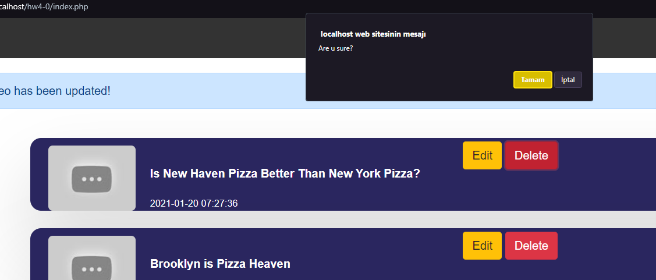 calhost/hw4-0/index.php
localhost web sitesinin mesajı
Are u sure?
Tamam
İptal
eo has been updated!
Edit
Delete
Is New Haven Pizza Better Than New York Pizza?
2021-01-20 07:27:36
Edit
Delete
Brooklyn is Pizza Heaven